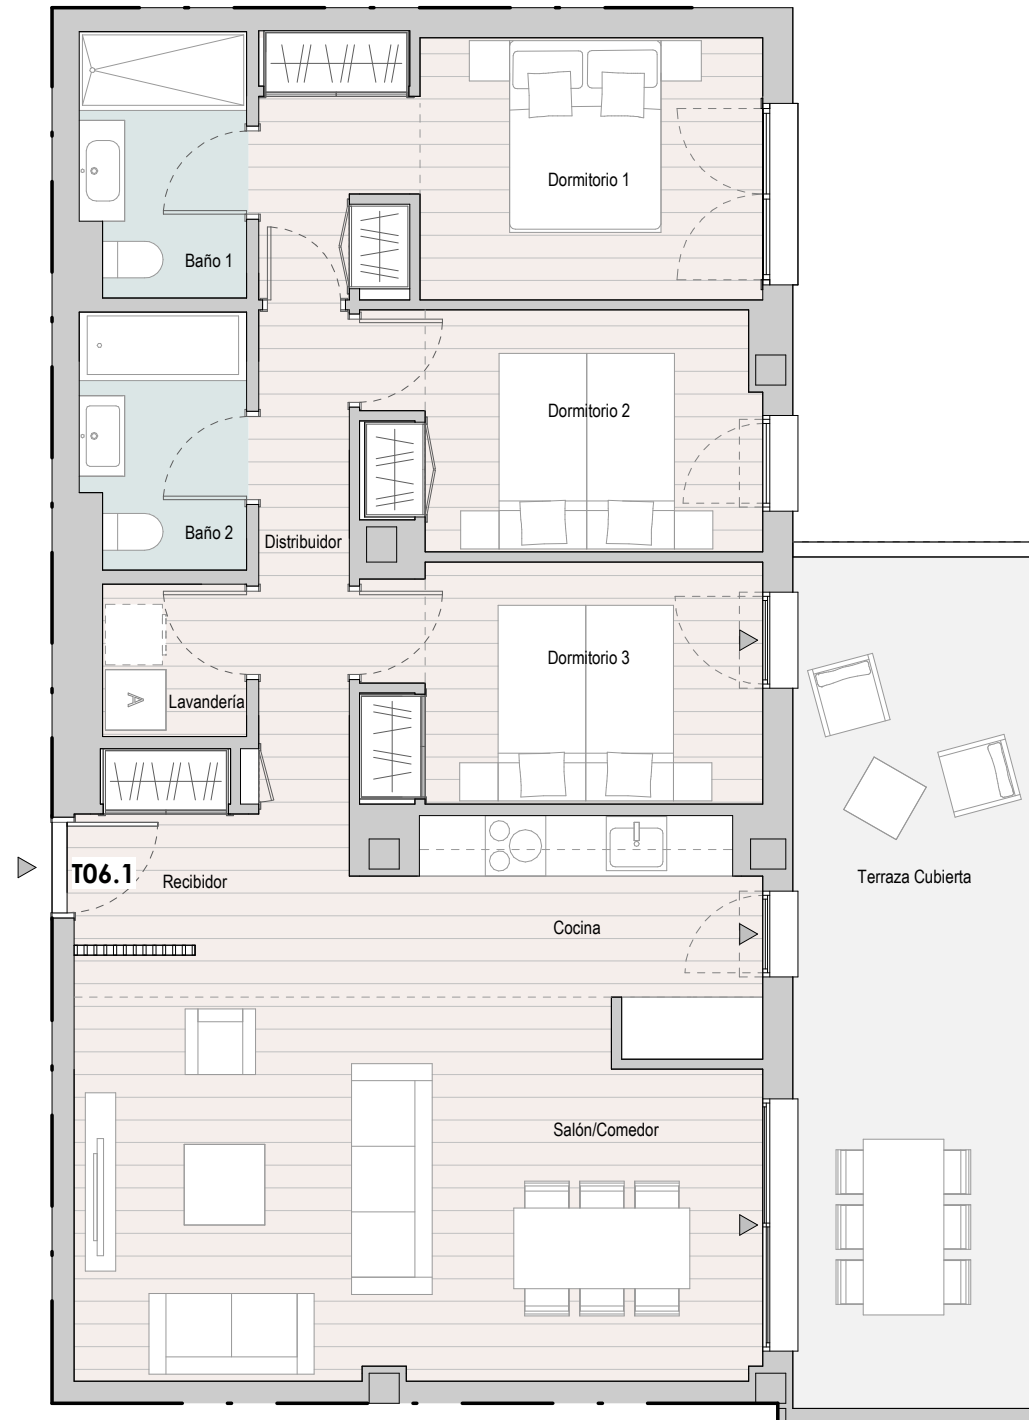 Dormitorio 1
Baño 1
Dormitorio 2
Baño 2
Distribuidor
Dormitorio 3
Lavandería
A
T06.1
Recibidor
Terraza Cubierta
Cocina
Salón/Comedor